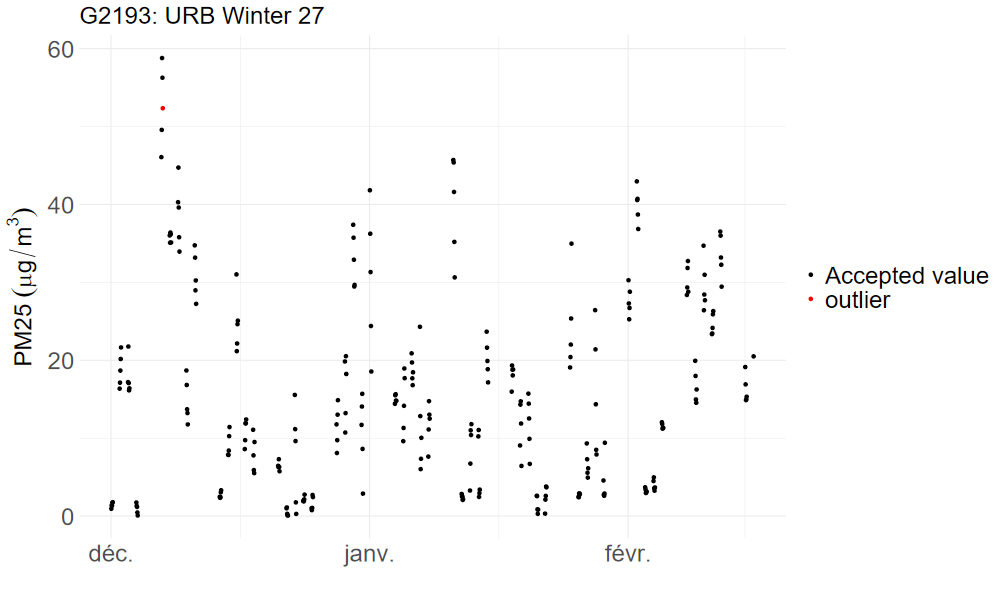 G2193: URB Winter 27
60
40
20
0
PM25 (μg/m³)
déc.
janv.
févr.
Accepted value
outlier